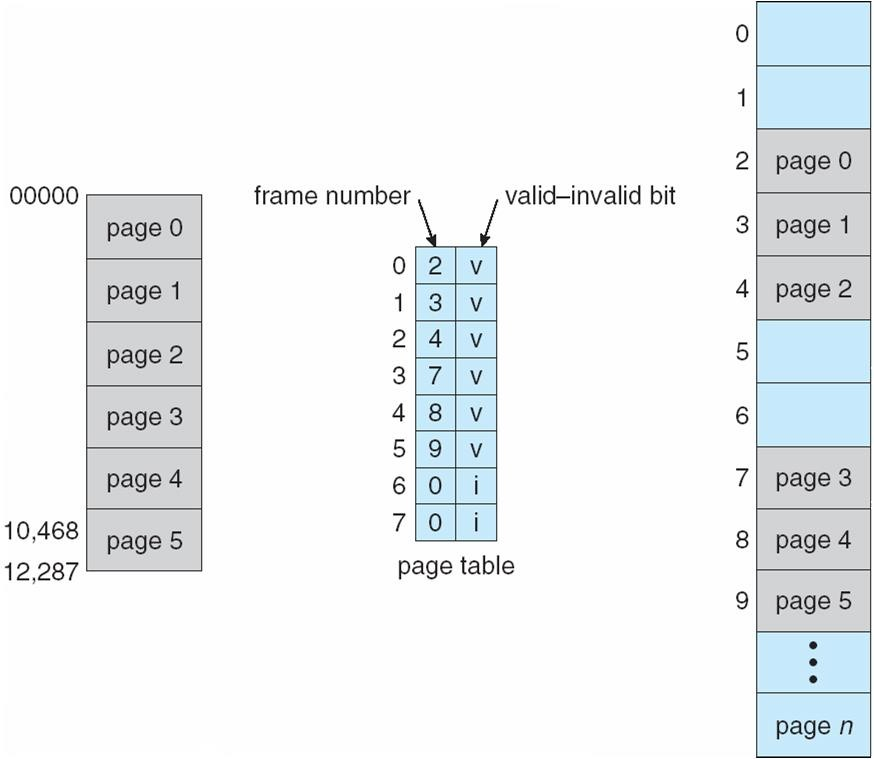 00000
page 0
page 1
page 2
page 3
page 4
10,468
page 5
12,287
frame number
valid–invalid bit
0 2 v
1 3 v
2 4 v
3 7 v
4 8 v
5 9 v
6 0 i
7 0 i
page table
0
1
2 page 0
3 page 1
4 page 2
5
6
7 page 3
8 page 4
9 page 5
page n